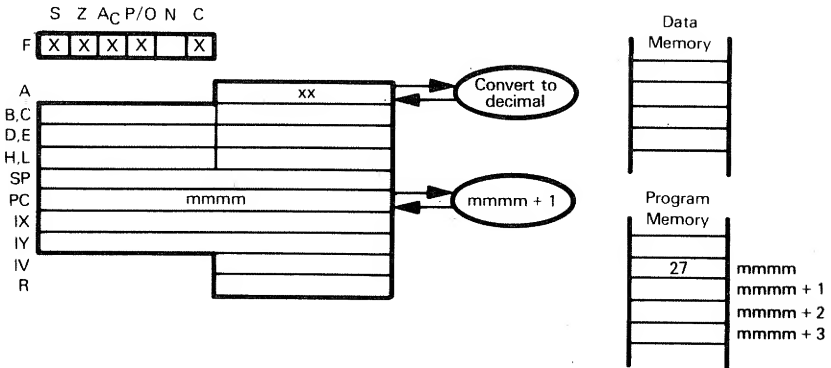 S Z AC P/O N C
F X X X X X
A xx
Convert to
decimal
B,C
D,E
H,L
SP
PC mmmm
mmmm + 1
IX
IY
IV
R
Data
Memory
Program
Memory
27 mmmm
mmmm + 1
mmmm + 2
mmmm + 3